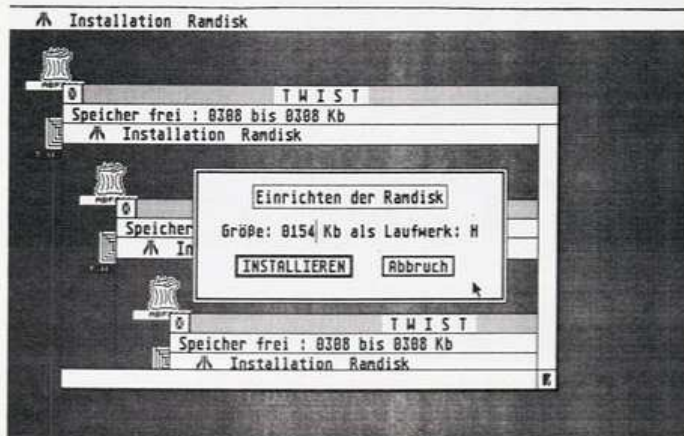 Installation Ramdisk
TWIST
Speicher frei : 0308 bis 0308 Kb
Installation Ramdisk
Einrichten der Ramdisk
Größe: 0154 Kb als Laufwerk: H
INSTALLIEREN
Abbruch
Speicher
In
TWIST
Speicher frei : 0308 bis 0308 Kb
Installation Ramdisk